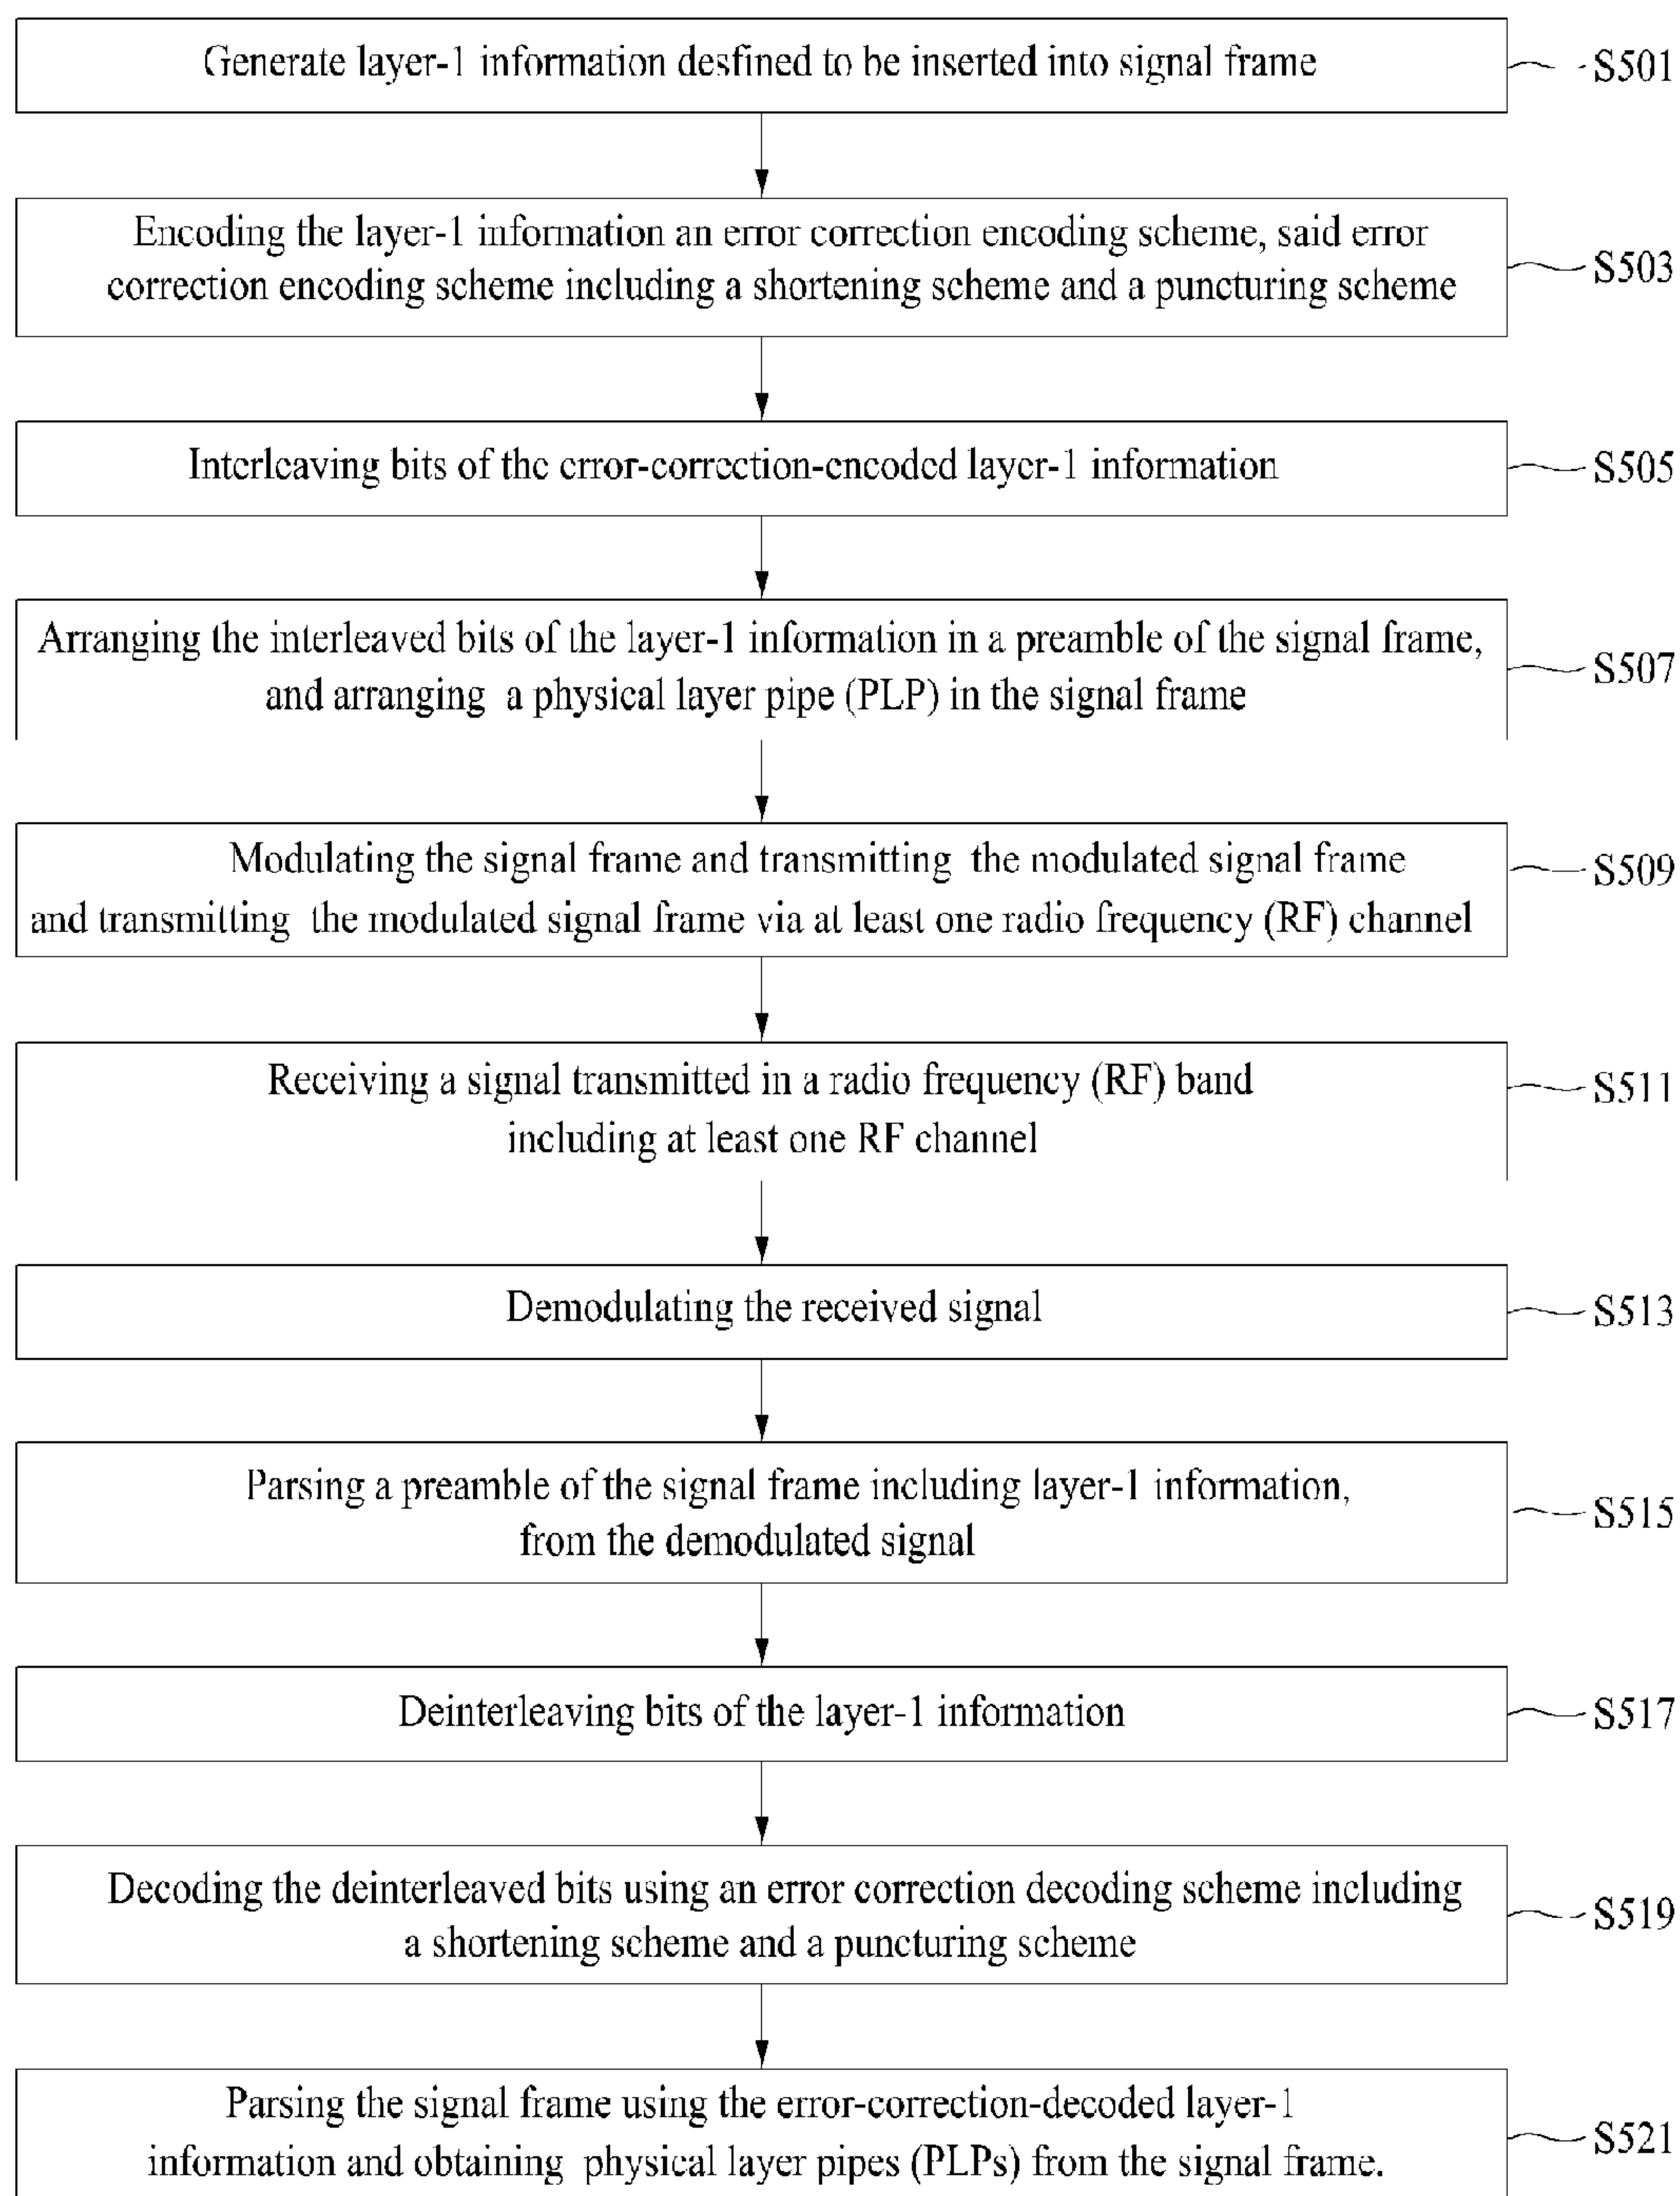 Generate layer-1 information desfined to be inserted into signal frame
S501
Encoding the layer-1 information an error correction encoding scheme, said error
correction encoding scheme including a shortening scheme and a puncturing scheme
S503
Interleaving bits of the error-correction-encoded layer-1 information
S505
Arranging the interleaved bits of the layer-1 information in a preamble of the signal frame,
and arranging a physical layer pipe (PLP) in the signal frame
S507
Modulating the signal frame and transmitting the modulated signal frame
and transmitting the modulated signal frame via at least one radio frequency (RF) channel
S509
Receiving a signal transmitted in a radio frequency (RF) band
including at least one RF channel
S511
Demodulating the received signal
S513
Parsing a preamble of the signal frame including layer-1 information,
from the demodulated signal
S515
Deinterleaving bits of the layer-1 information
S517
Decoding the deinterleaved bits using an error correction decoding scheme including
a shortening scheme and a puncturing scheme
S519
Parsing the signal frame using the error-correction-decoded layer-1
information and obtaining physical layer pipes (PLPs) from the signal frame.
S521